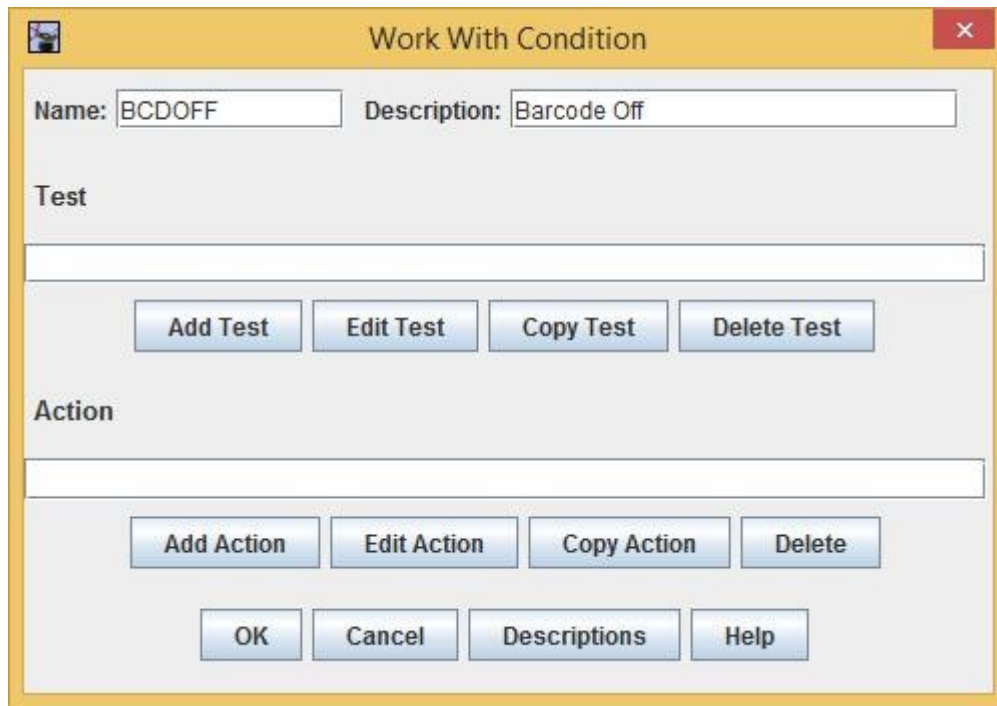 Work With Condition
Name: BCDOFF Description: Barcode Off
Test
Add Test Edit Test Copy Test Delete Test
Action
Add Action Edit Action Copy Action Delete
OK Cancel Descriptions Help